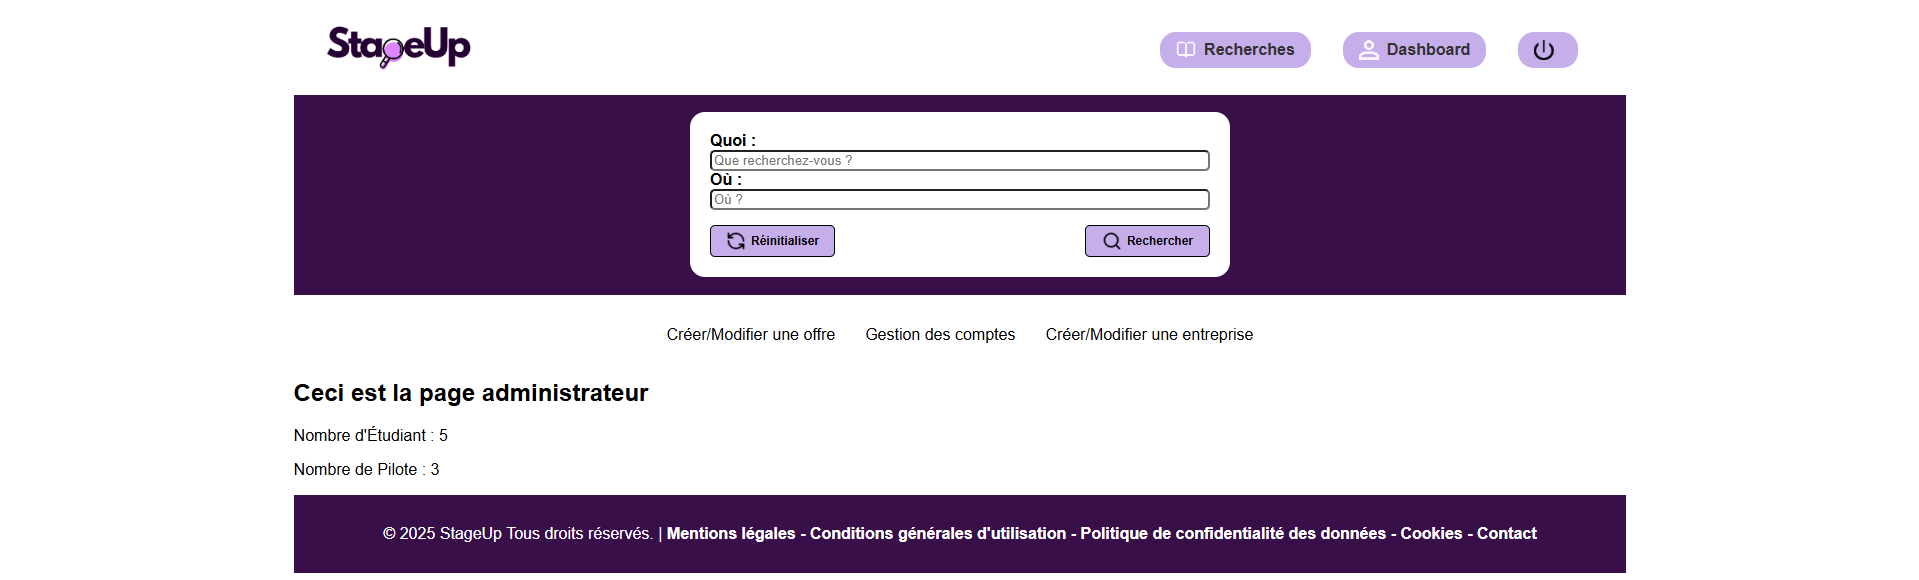 StageUp
Recherches
Dashboard
Quoi :
Que recherchez-vous ?
Où :
Où ?
Réinitialiser
Rechercher
Créer/Modifier une offre
Gestion des comptes
Créer/Modifier une entreprise
Ceci est la page administrateur
Nombre d'Étudiant : 5
Nombre de Pilote : 3
© 2025 StageUp Tous droits réservés. | Mentions légales - Conditions générales d'utilisation - Politique de confidentialité des données - Cookies - Contact